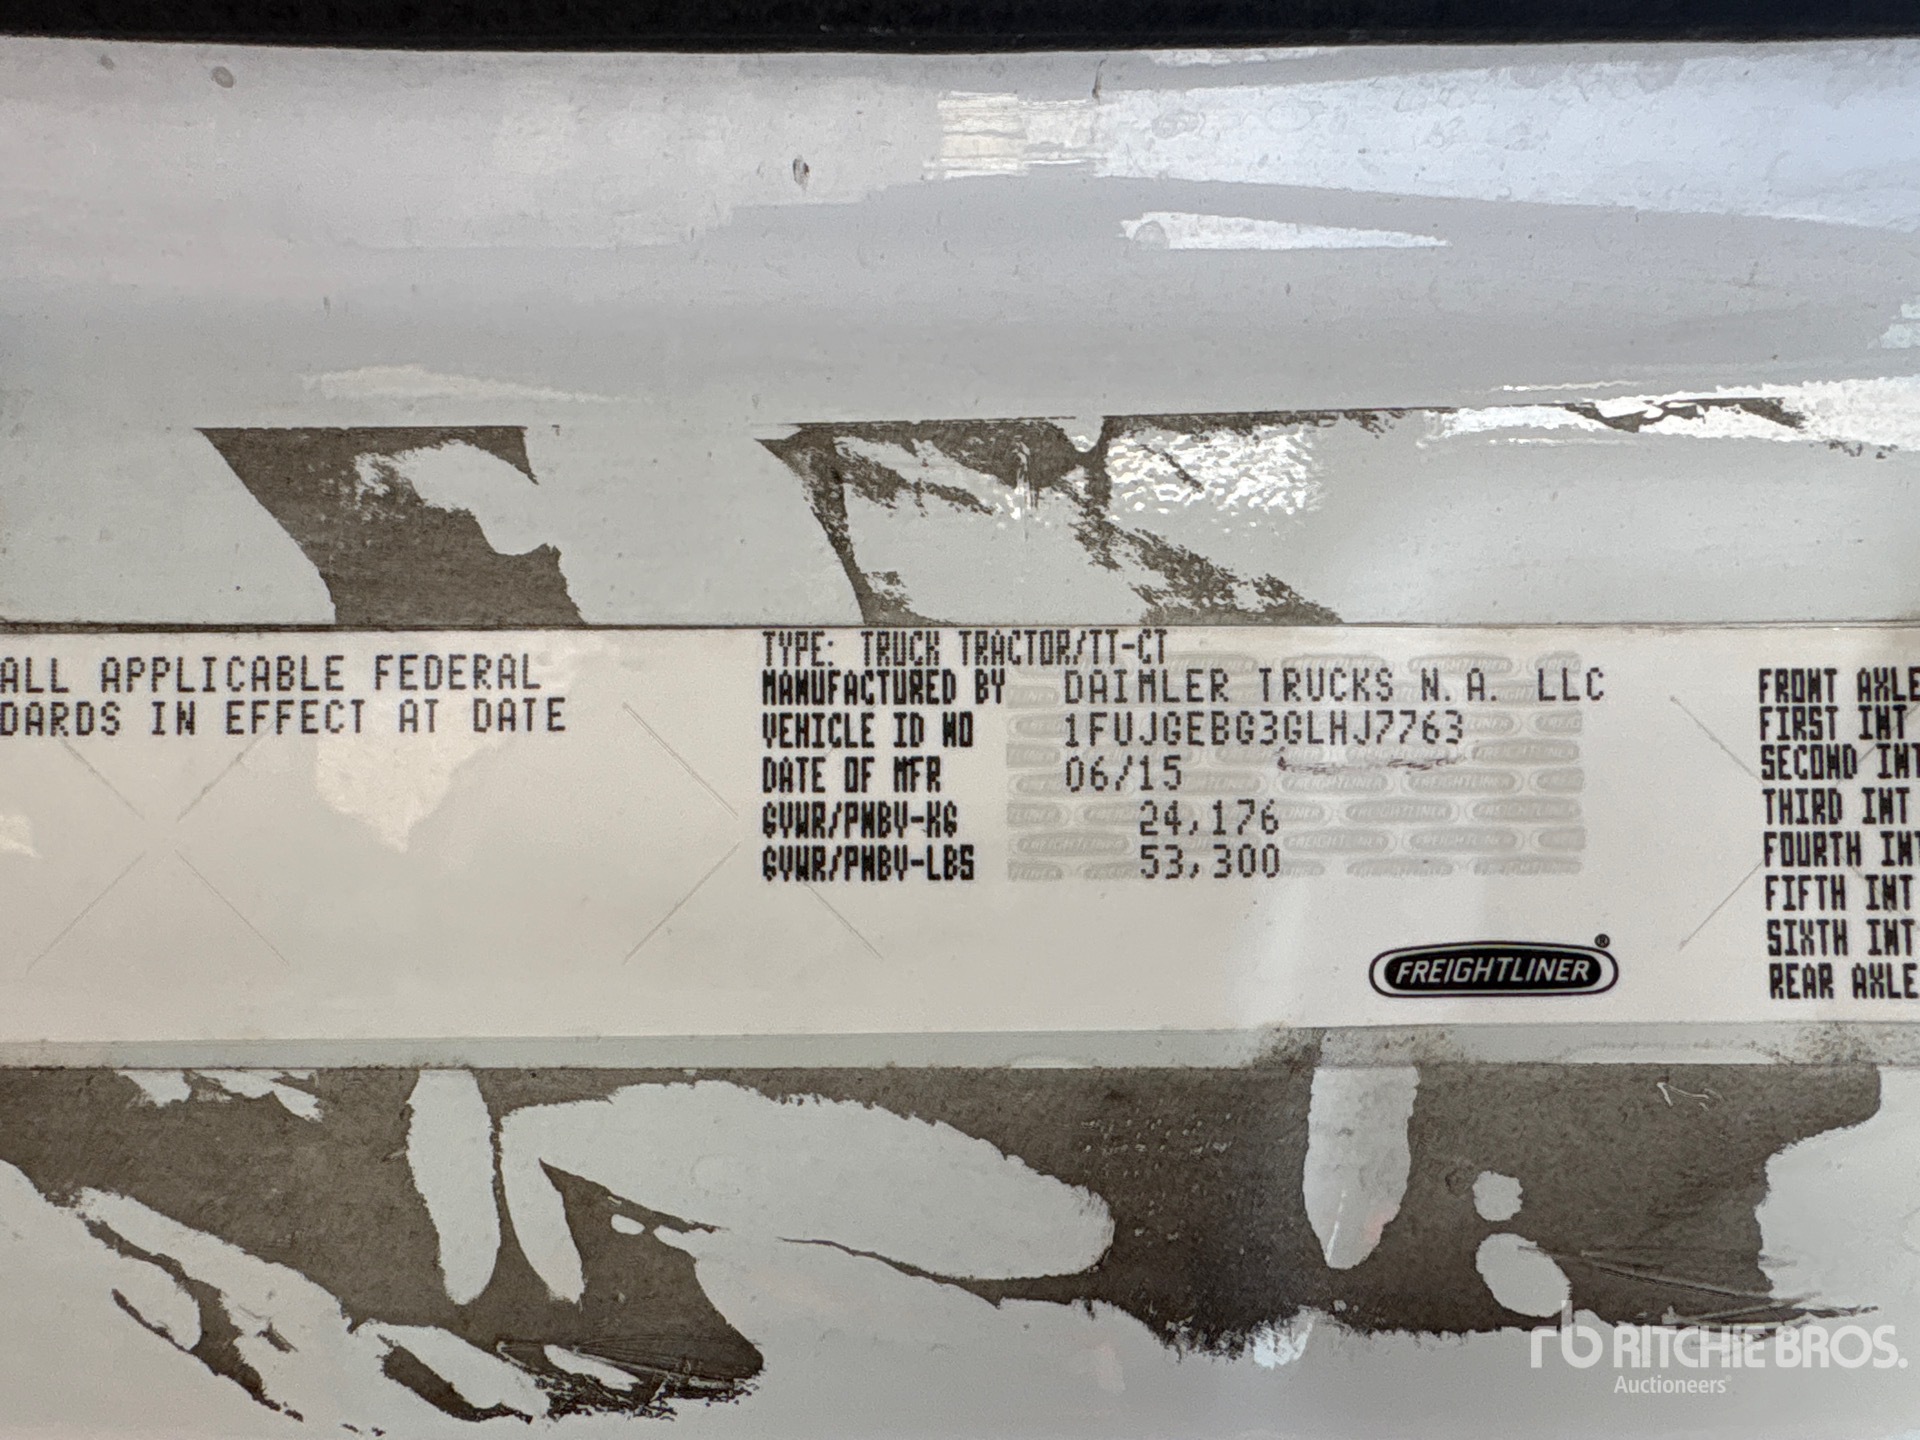 ALL APPLICABLE FEDERAL
DARDS IN EFFECT AT DATE
TYPE: TRUCK TRACTOR/TT-CT
MANUFACTURED BY DAIMLER TRUCKS N.A. LLC
VEHICLE ID NO 1FUJGEBG3GLHJ7763
DATE OF MFR 06/15
GVWR/PNBV-KG 24,176
GVWR/PNBV-LBS 53,300
FREIGHTLINER®
FRONT AXLE
FIRST INT
SECOND INT
THIRD INT
FOURTH INT
FIFTH INT
SIXTH INT
REAR AXLE
rb RITCHIE BROS.
Auctioneers